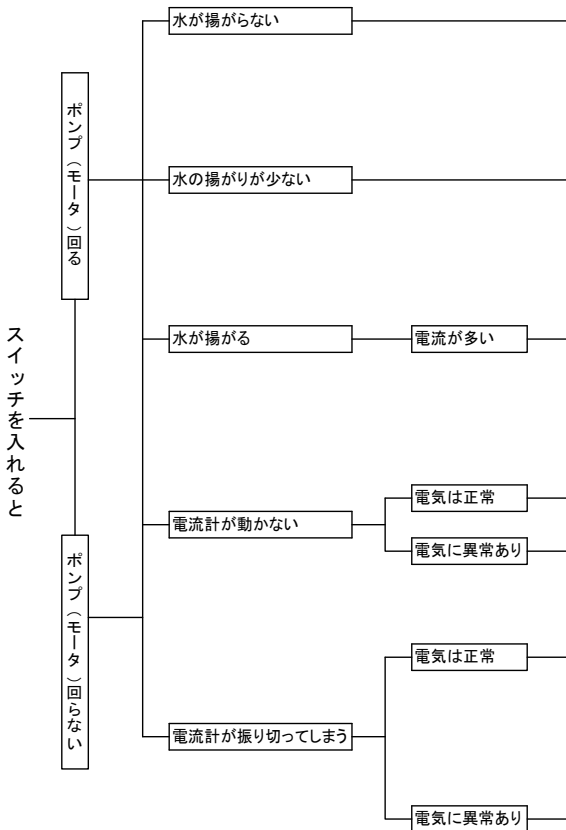 スイッチを入れると
ポンプ（モータ）回る
水が揚がらない
水の揚がりが少ない
水が揚がる
電流が多い
ポンプ（モータ）回らない
電流計が動かない
電気は正常
電気に異常あり
電流計が振り切ってしまう
電気は正常
電気に異常あり